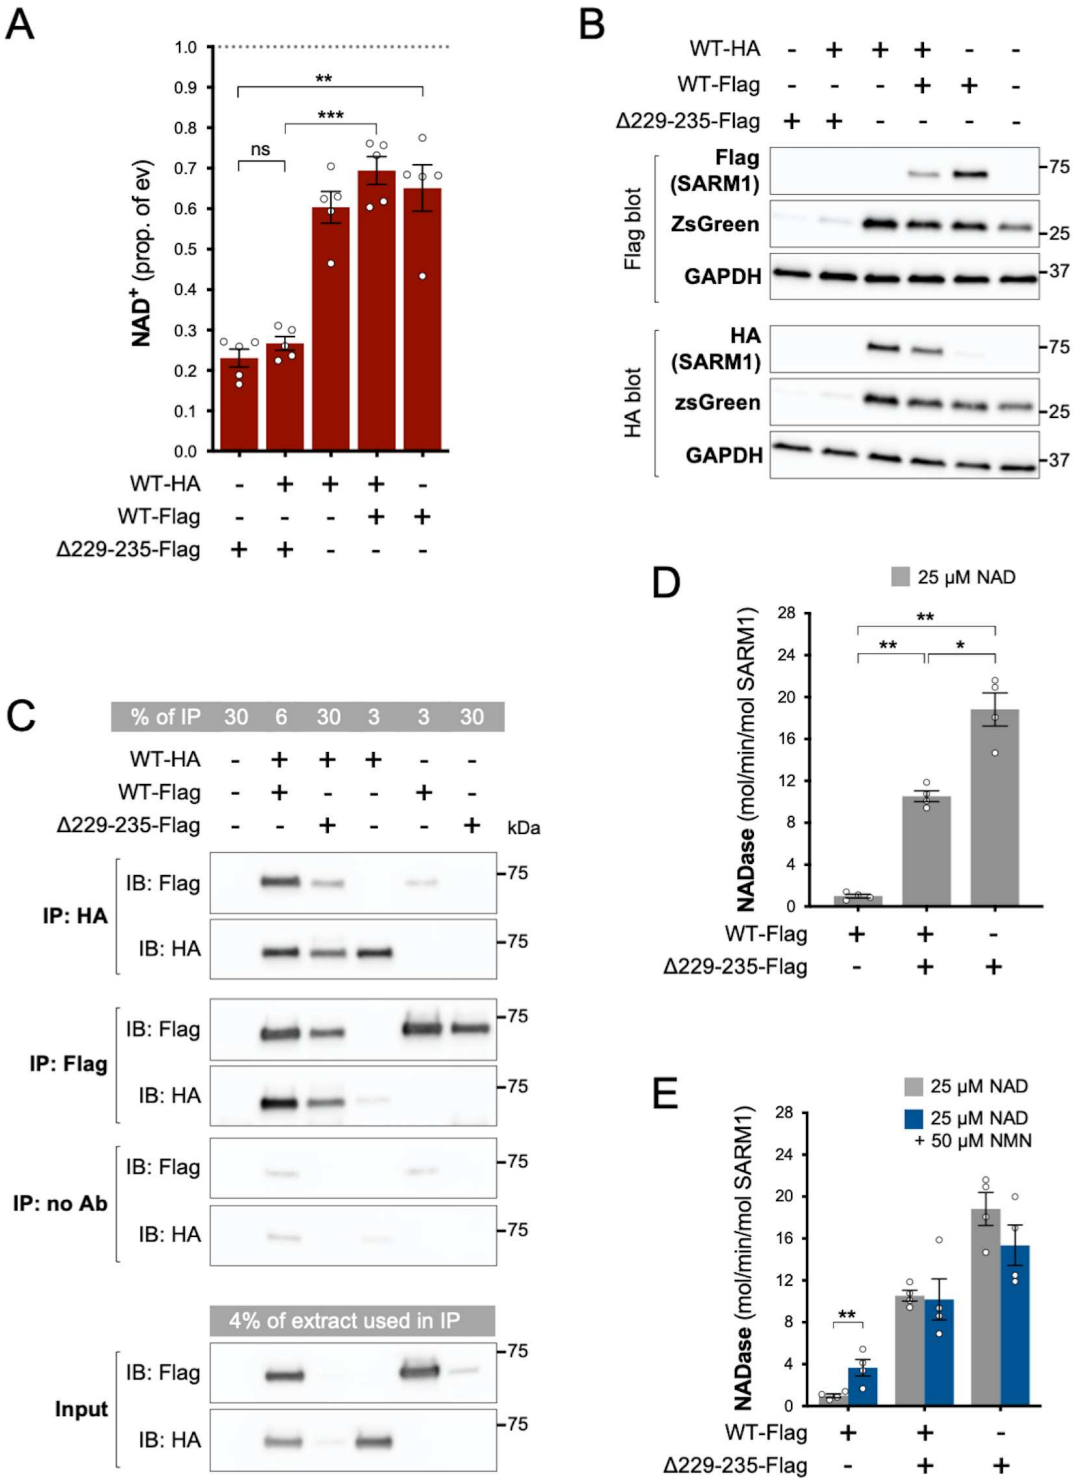 A
NAD+ (prop. of ev)
1.0
0.9
0.8
0.7
0.6
0.5
0.4
0.3
0.2
0.1
0.0
**
***
ns
WT-HA - + + + -
WT-Flag - - - + +
Δ229-235-Flag + + - - -
B
WT-HA - + + + - -
WT-Flag - - - + + -
Δ229-235-Flag + + - - - -
Flag blot
Flag (SARM1) -75
ZsGreen -25
GAPDH -37
HA blot
HA (SARM1) -75
zsGreen -25
GAPDH -37
C
% of IP 30 6 30 3 3 30
WT-HA - + + + - -
WT-Flag - + - - + -
Δ229-235-Flag - - + - - + kDa
IP: HA
IB: Flag -75
IB: HA -75
IP: Flag
IB: Flag -75
IB: HA -75
IP: no Ab
IB: Flag -75
IB: HA -75
4% of extract used in IP
Input
IB: Flag -75
IB: HA -75
D
25 µM NAD
NADase (mol/min/mol SARM1)
28
24
20
16
12
8
4
0
**
** *
WT-Flag + + -
Δ229-235-Flag - + +
E
25 µM NAD
25 µM NAD
+ 50 µM NMN
NADase (mol/min/mol SARM1)
28
24
20
16
12
8
4
0
**
WT-Flag + + -
Δ229-235-Flag - + +